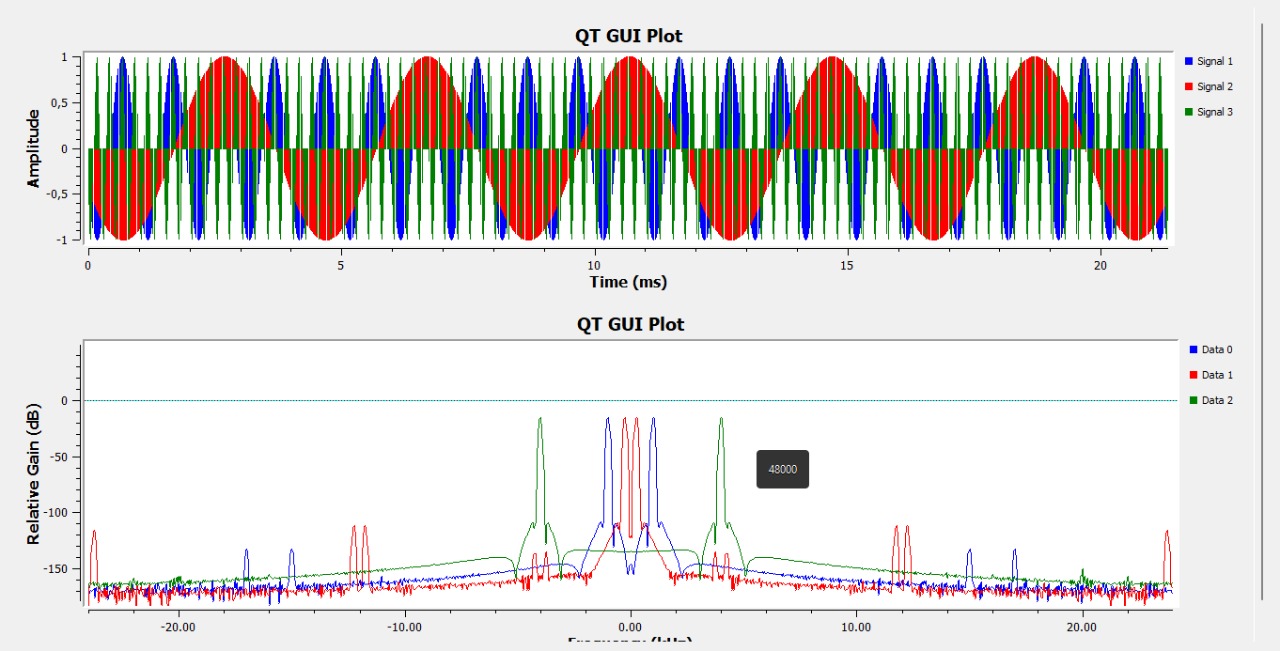 QT GUI Plot
Amplitude
1
0,5
0
-0,5
-1
0
5
10
15
20
Time (ms)
Signal 1
Signal 2
Signal 3
QT GUI Plot
Relative Gain (dB)
0
-50
-100
-150
48000
-20.00
-10.00
0.00
10.00
20.00
Frequency (kHz)
Data 0
Data 1
Data 2